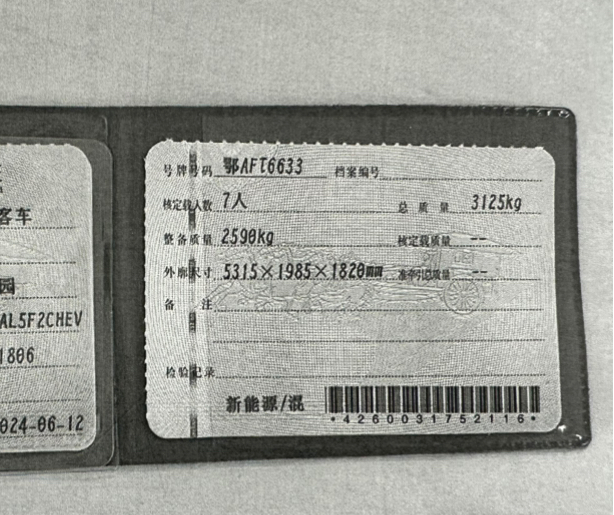 客车
园
AL5F2CHEV
1806
024-06-12
号牌号码 鄂AFT6633 档案编号
核定载人数 7人 总质量 3125kg
整备质量 2590kg 核定载质量 --
外廓尺寸 5315×1985×1820㎜ 准牵引总质量 --
备注
检验记录
新能源/混
*4260031752116*